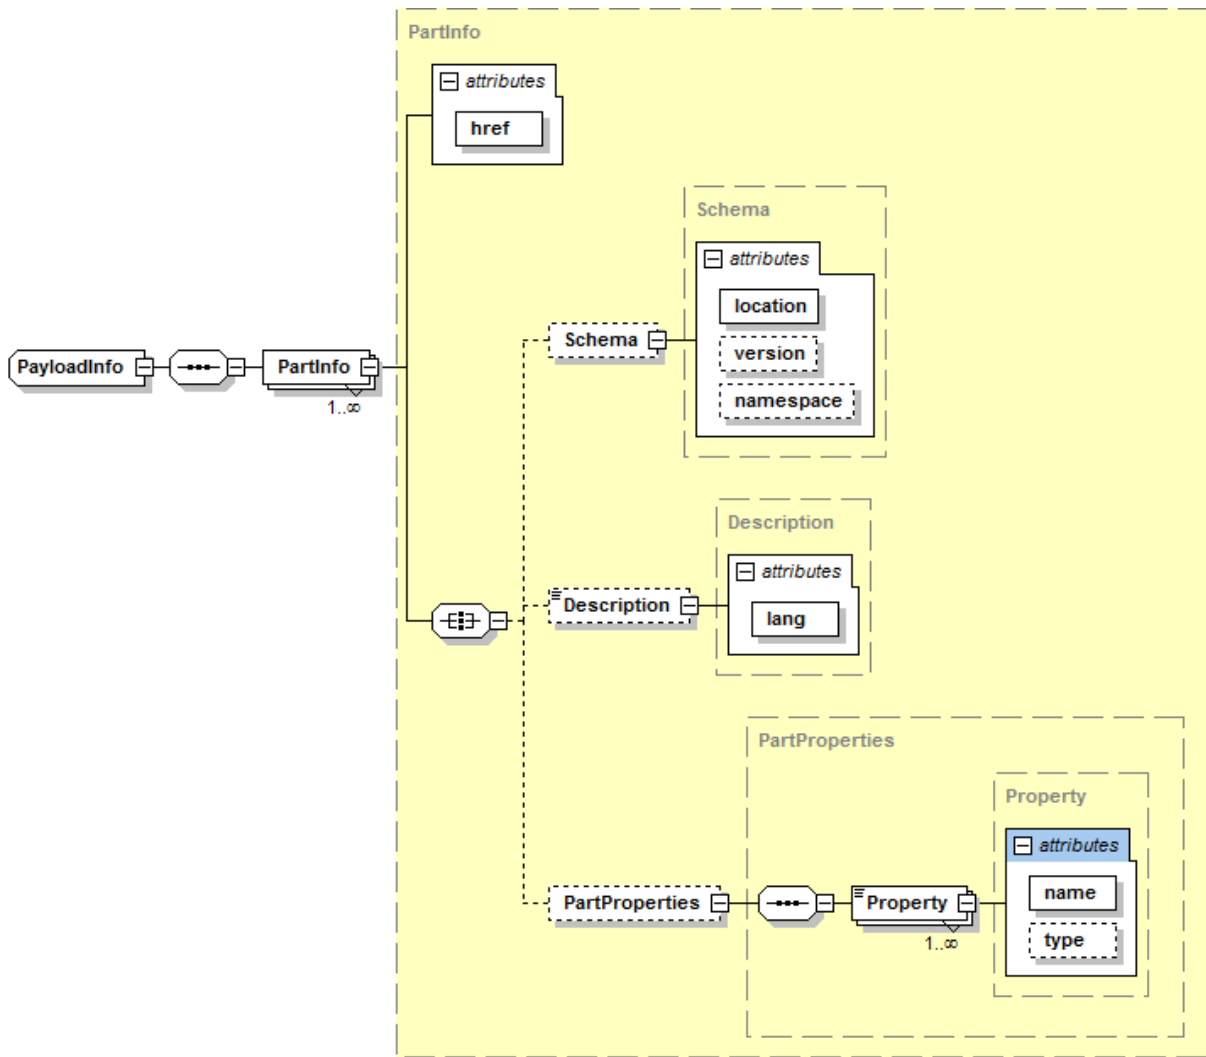 PartInfo
attributes
href
Schema
attributes
location
version
namespace
Schema
PayloadInfo
PartInfo
1..∞
Description
attributes
lang
Description
PartProperties
Property
attributes
name
type
PartProperties
Property
1..∞